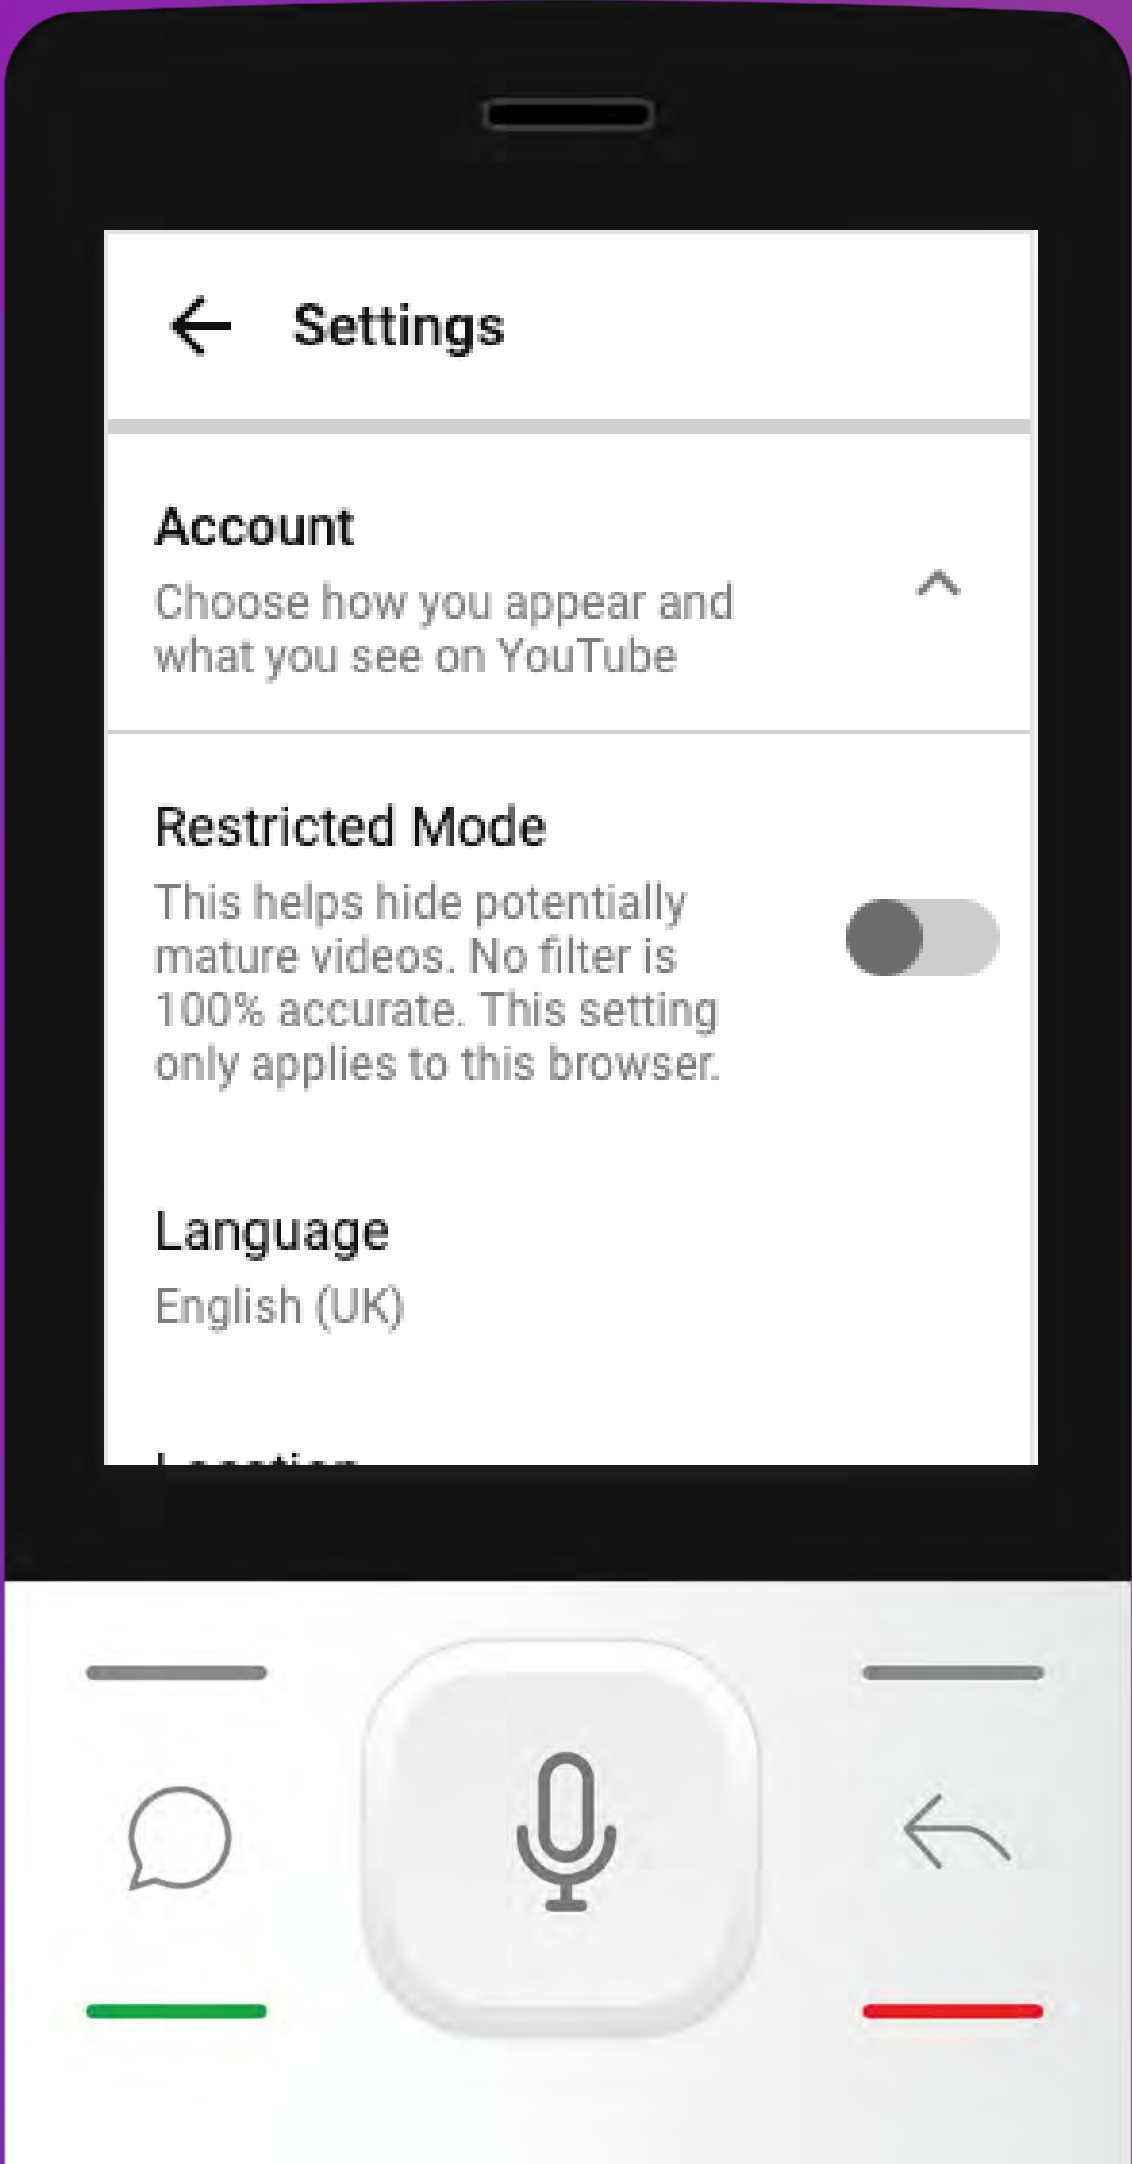 Settings
Account
Choose how you appear and
what you see on YouTube
Restricted Mode
This helps hide potentially
mature videos. No filter is
100% accurate. This setting
only applies to this browser.
Language
English (UK)
Location